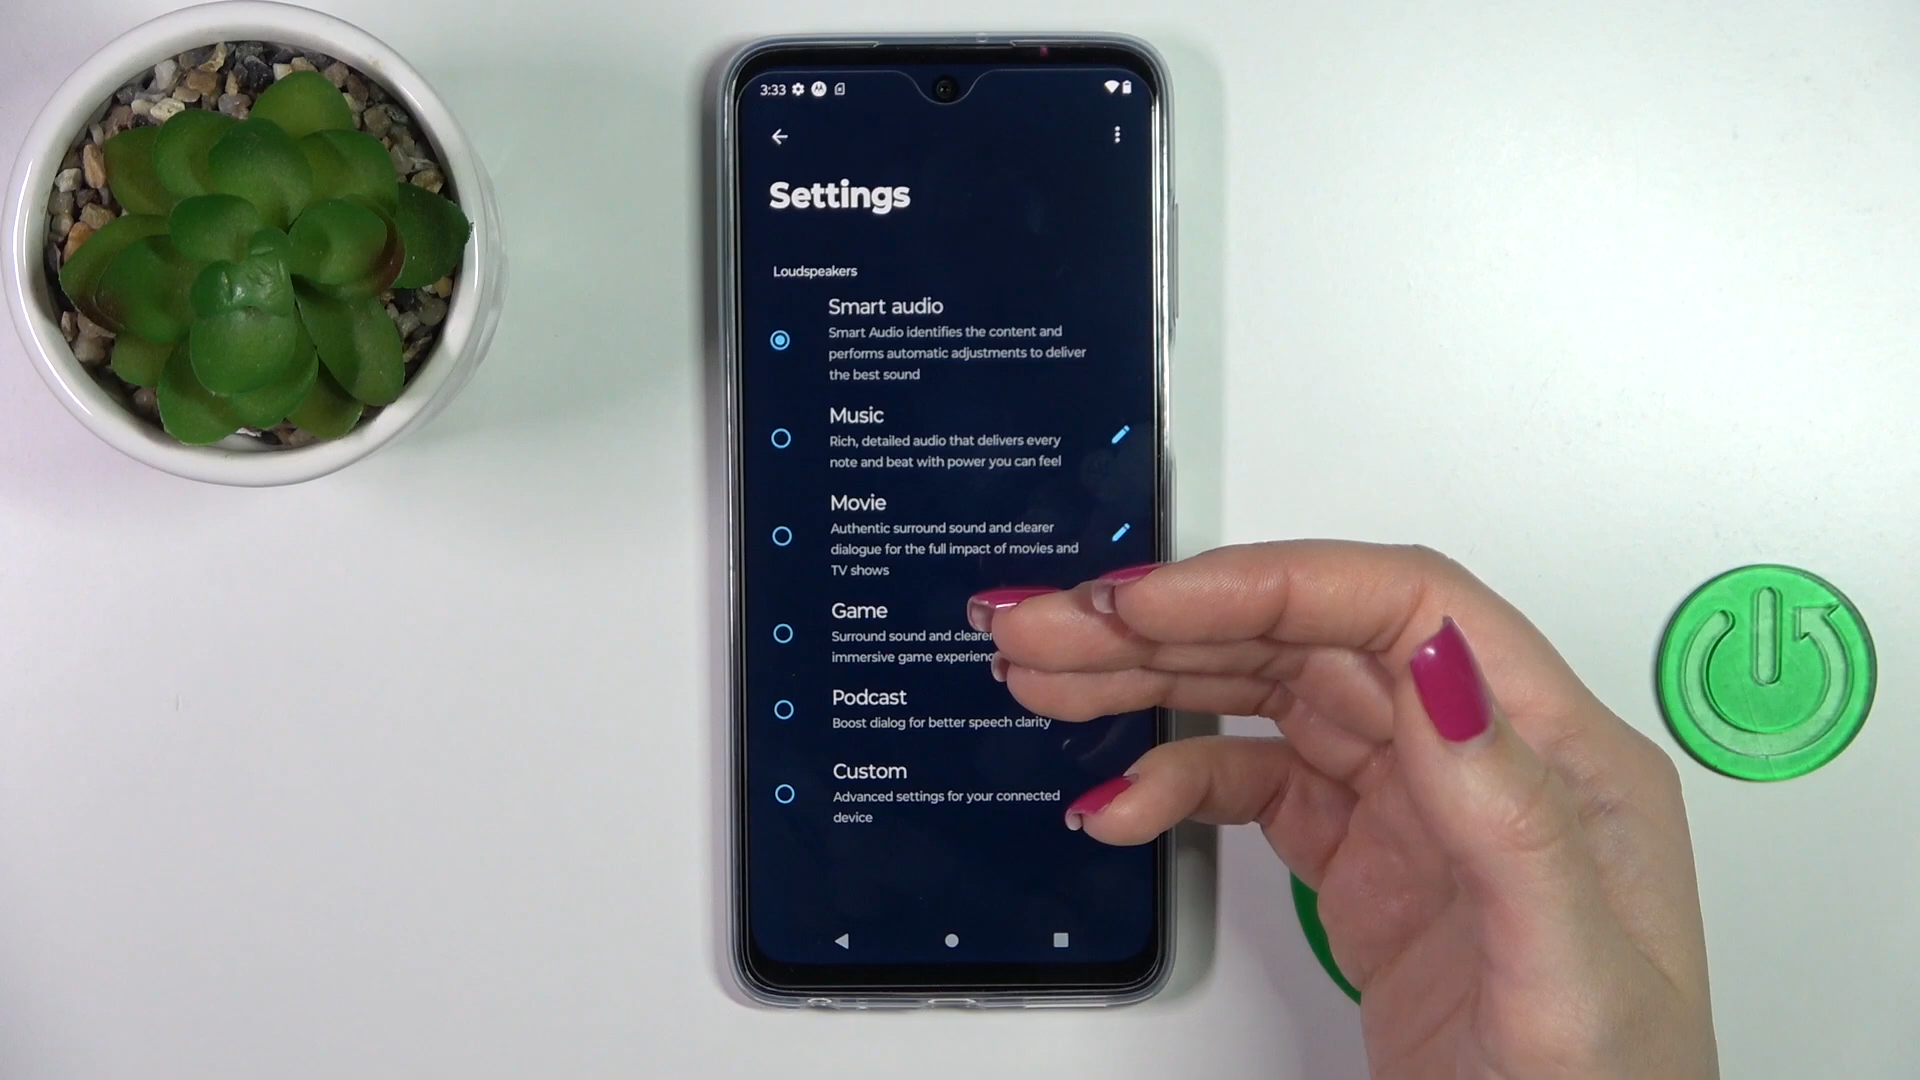 3:33
Settings
Loudspeakers
Smart audio
Smart Audio identifies the content and
performs automatic adjustments to deliver
the best sound
Music
Rich, detailed audio that delivers every
note and beat with power you can feel
Movie
Authentic surround sound and clearer
dialogue for the full impact of movies and
TV shows
Game
Surround sound and clearer
immersive game
Podcast
Boost dialog for better speech clarity
Custom
Advanced settings for your connected
device